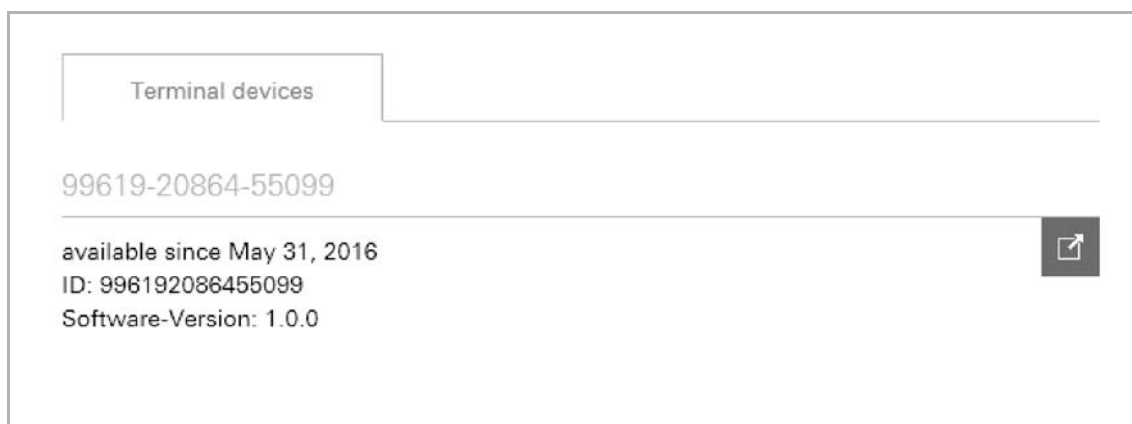 Terminal devices
99619-20864-55099
available since May 31, 2016
ID: 996192086455099
Software-Version: 1.0.0